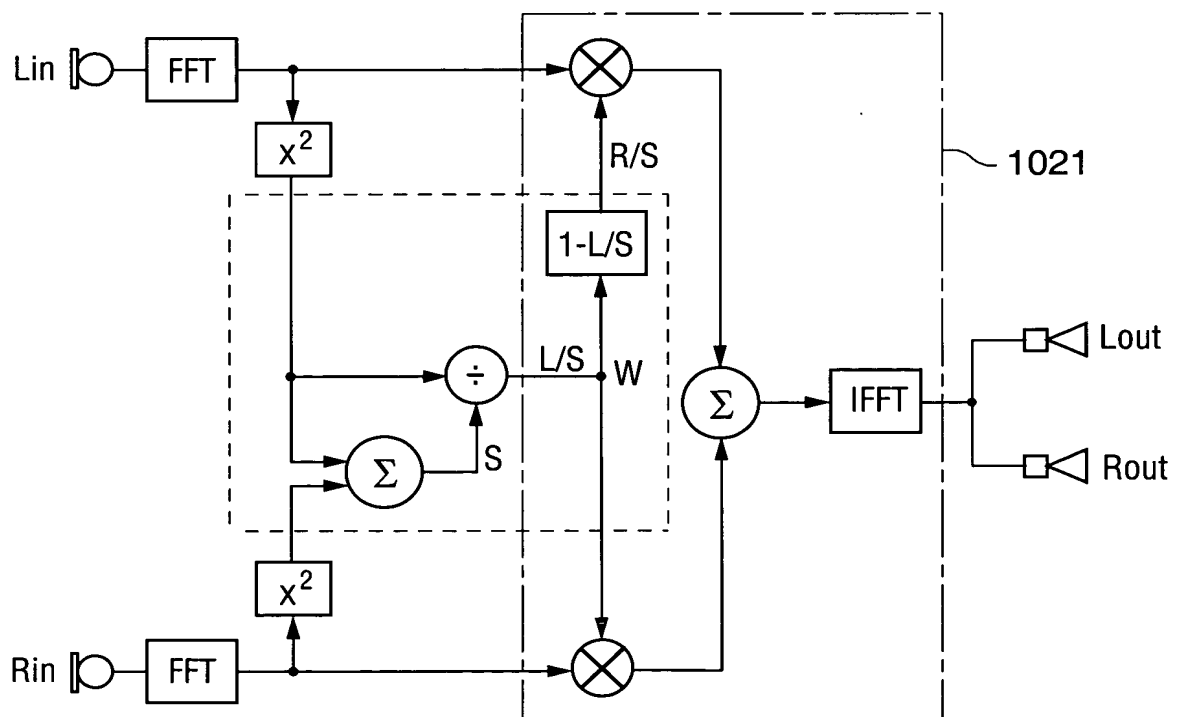 Lin
FFT
x²
R/S
1021
1-L/S
÷
L/S
W
Σ
S
Σ
IFFT
Lout
Rout
x²
Rin
FFT